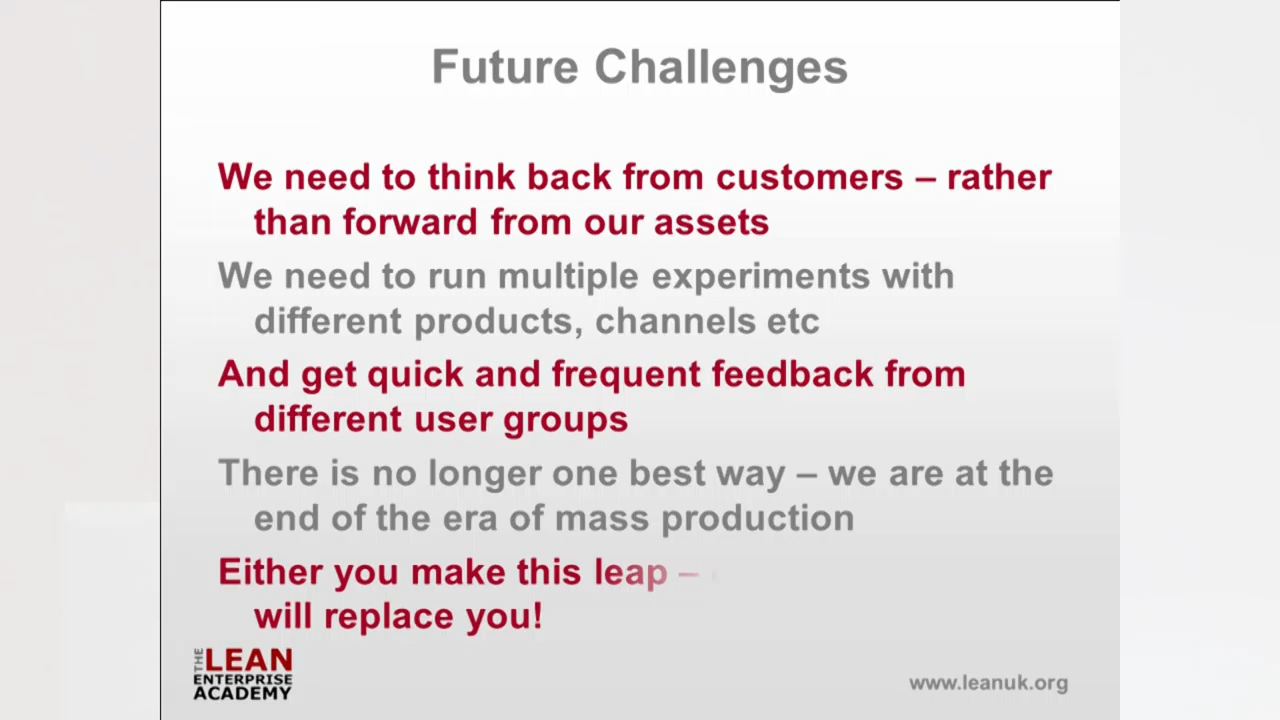 Future Challenges
We need to think back from customers – rather
than forward from our assets
We need to run multiple experiments with
different products, channels etc
And get quick and frequent feedback from
different user groups
There is no longer one best way – we are at the
end of the era of mass production
Either you make this leap –
will replace you!
THE LEAN
ENTERPRISE
ACADEMY
www.leanuk.org